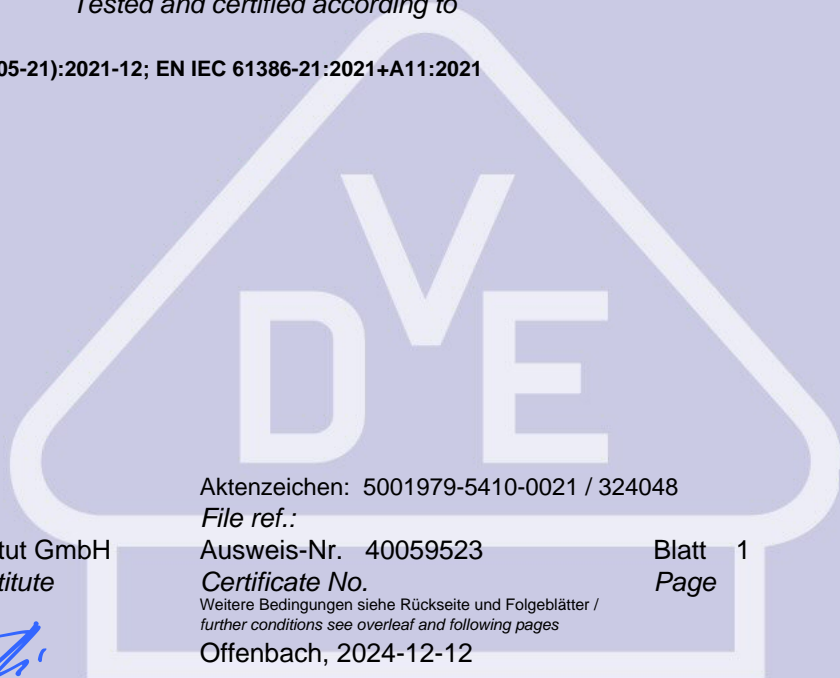 Tested and certified according to
05-21):2021-12; EN IEC 61386-21:2021+A11:2021
VDE
Aktenzeichen: 5001979-5410-0021 / 324048
File ref.:
tut GmbH Ausweis-Nr. 40059523 Blatt 1
titute Certificate No. Page
Weitere Bedingungen siehe Rückseite und Folgeblätter /
further conditions see overleaf and following pages
Offenbach, 2024-12-12